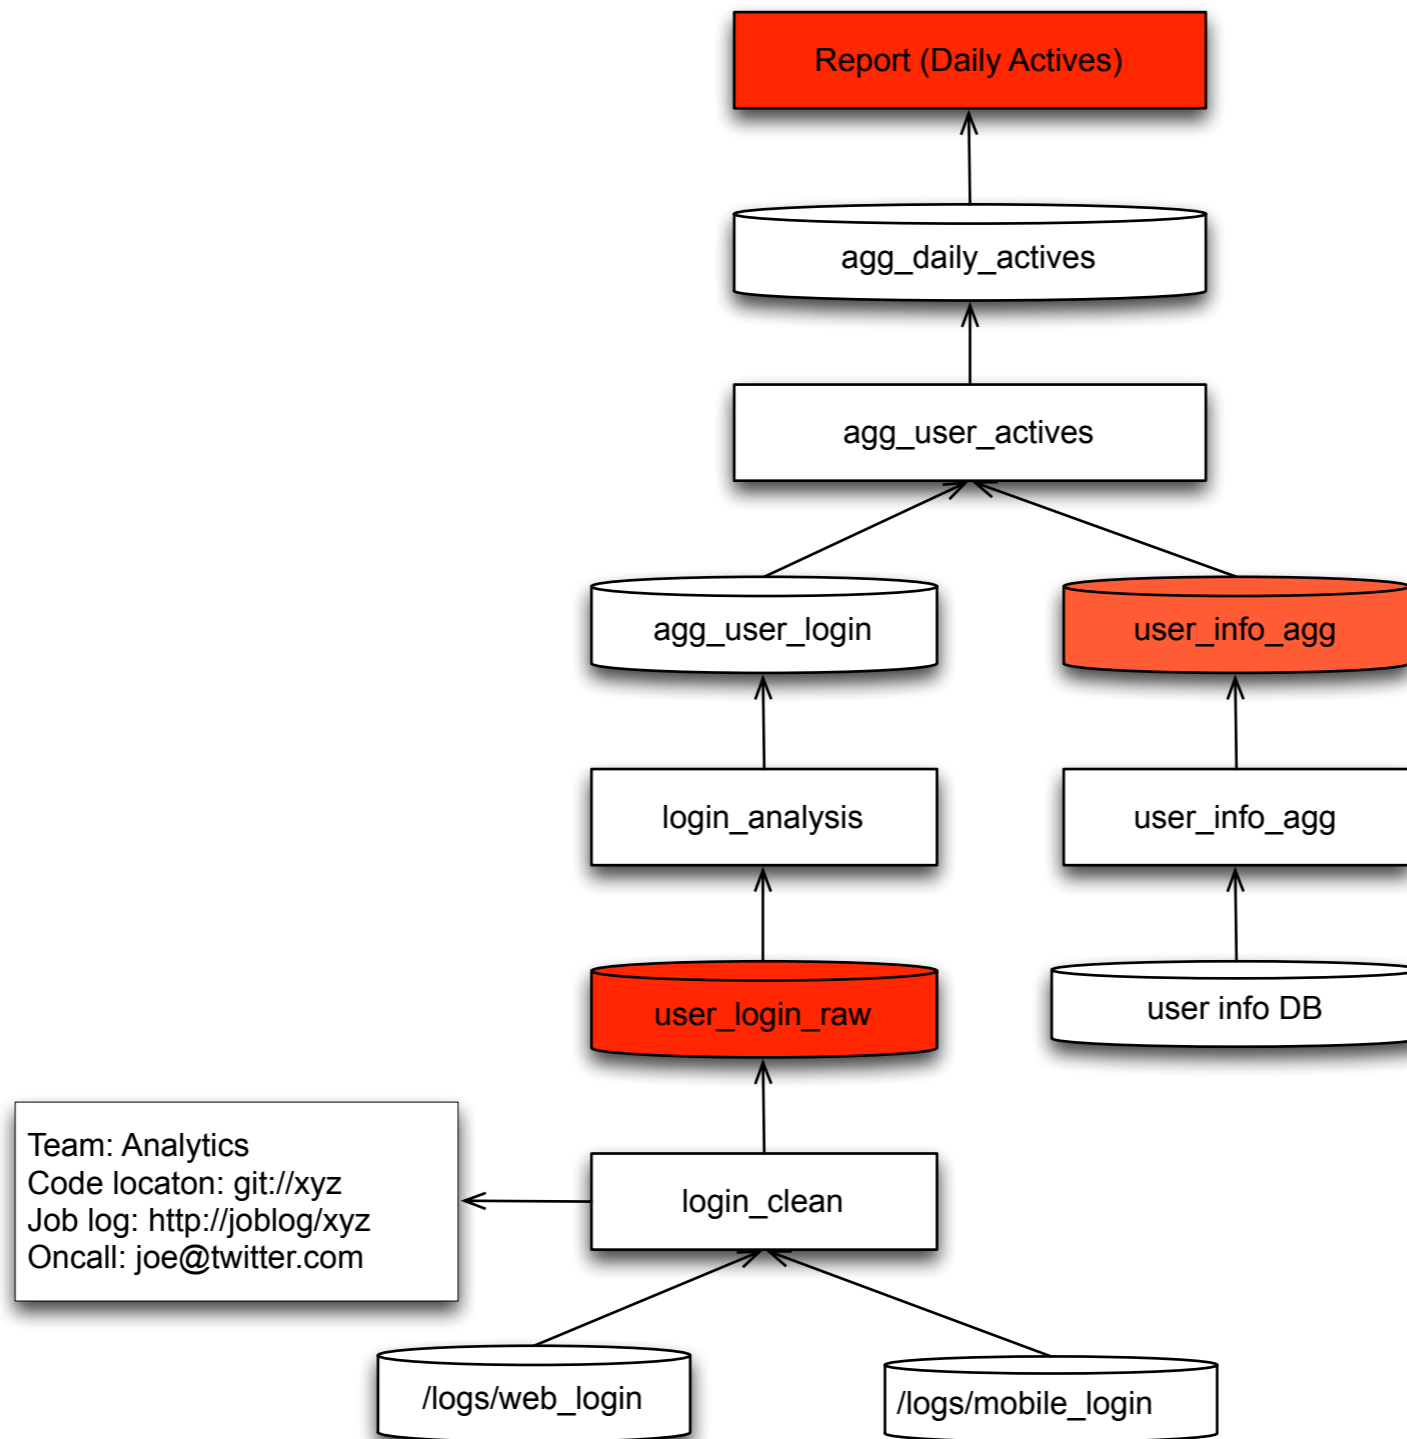 Report (Daily Actives)
agg_daily_actives
agg_user_actives
agg_user_login
user_info_agg
login_analysis
user_info_agg
user_login_raw
user info DB
Team: Analytics
Code locaton: git://xyz
Job log: http://joblog/xyz
Oncall: joe@twitter.com
login_clean
/logs/web_login
/logs/mobile_login